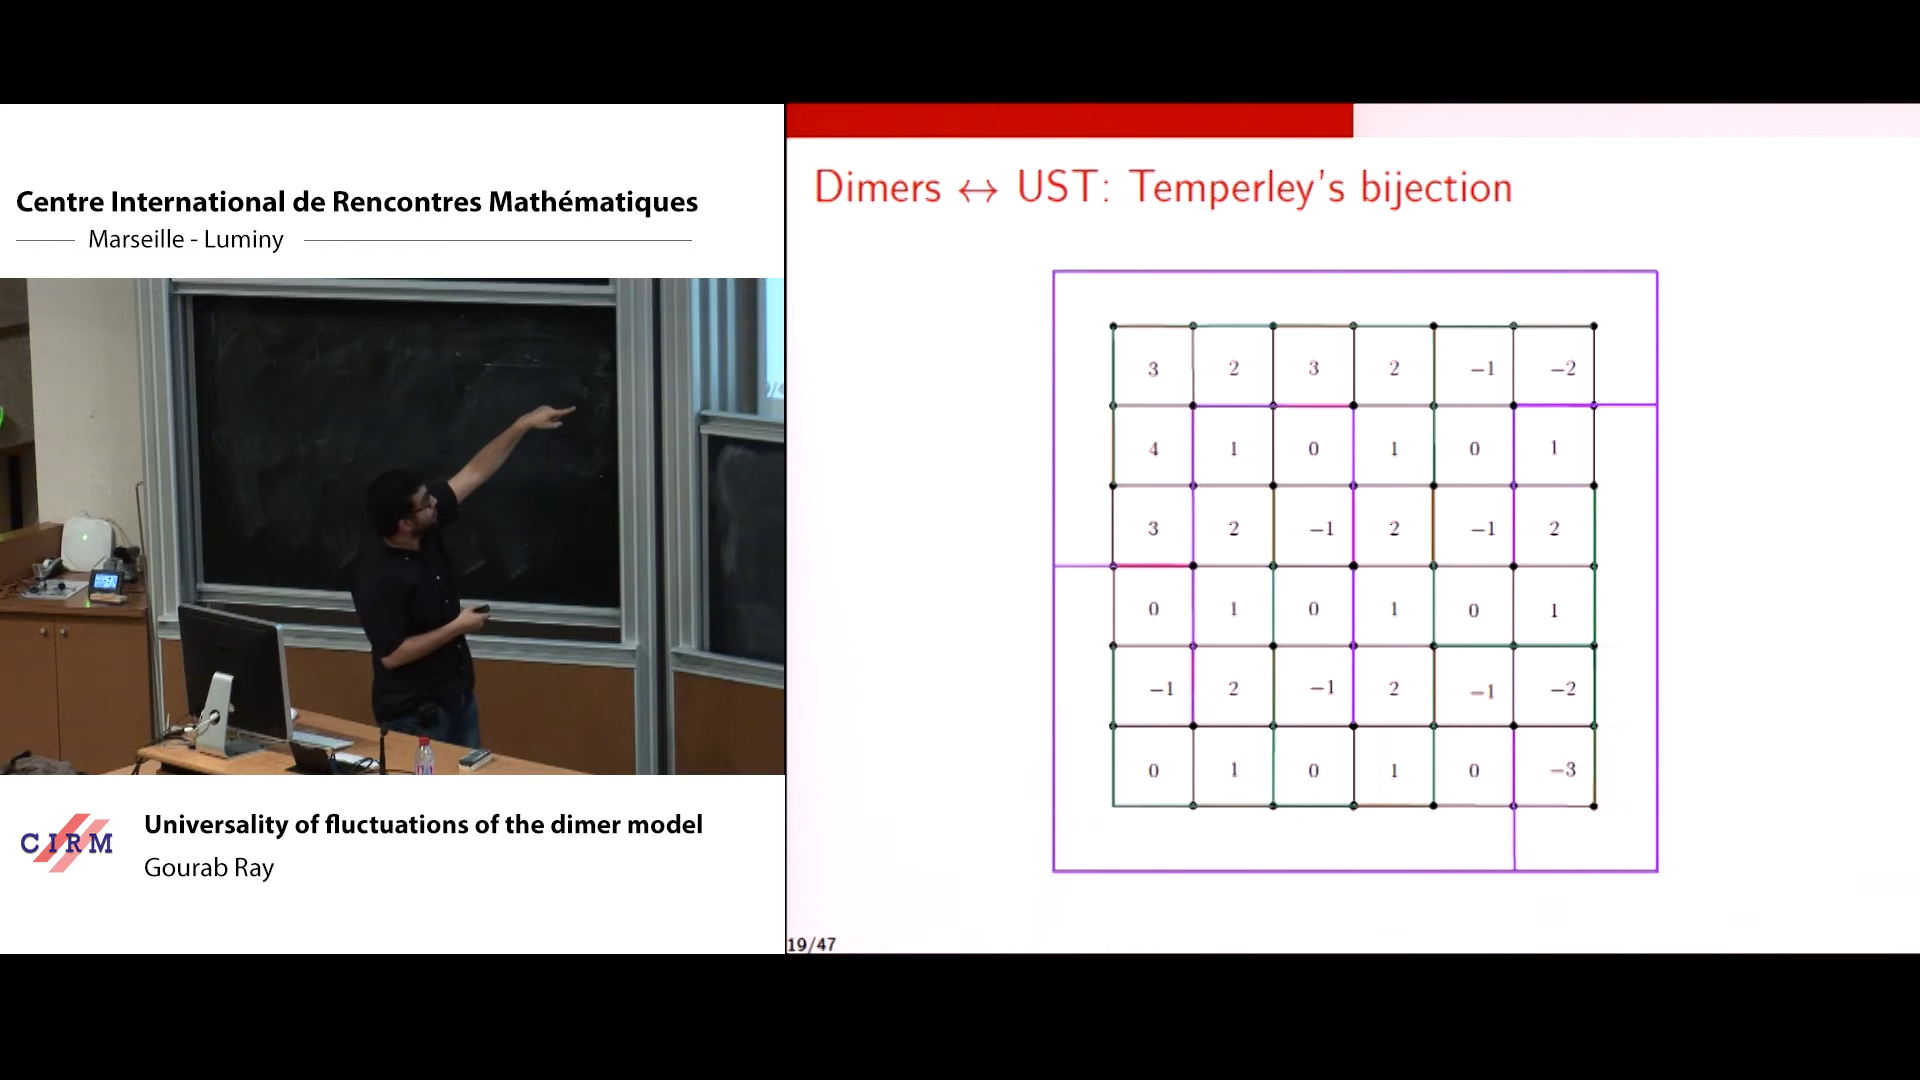 Centre International de Rencontres Mathématiques
Marseille - Luminy
CIRM
Universality of fluctuations of the dimer model
Gourab Ray
Dimers ↔ UST: Temperley's bijection
3 2 3 2 −1 −2
4 1 0 1 0 1
3 2 −1 2 −1 2
0 1 0 1 0 1
−1 2 −1 2 −1 −2
0 1 0 1 0 −3
19/47